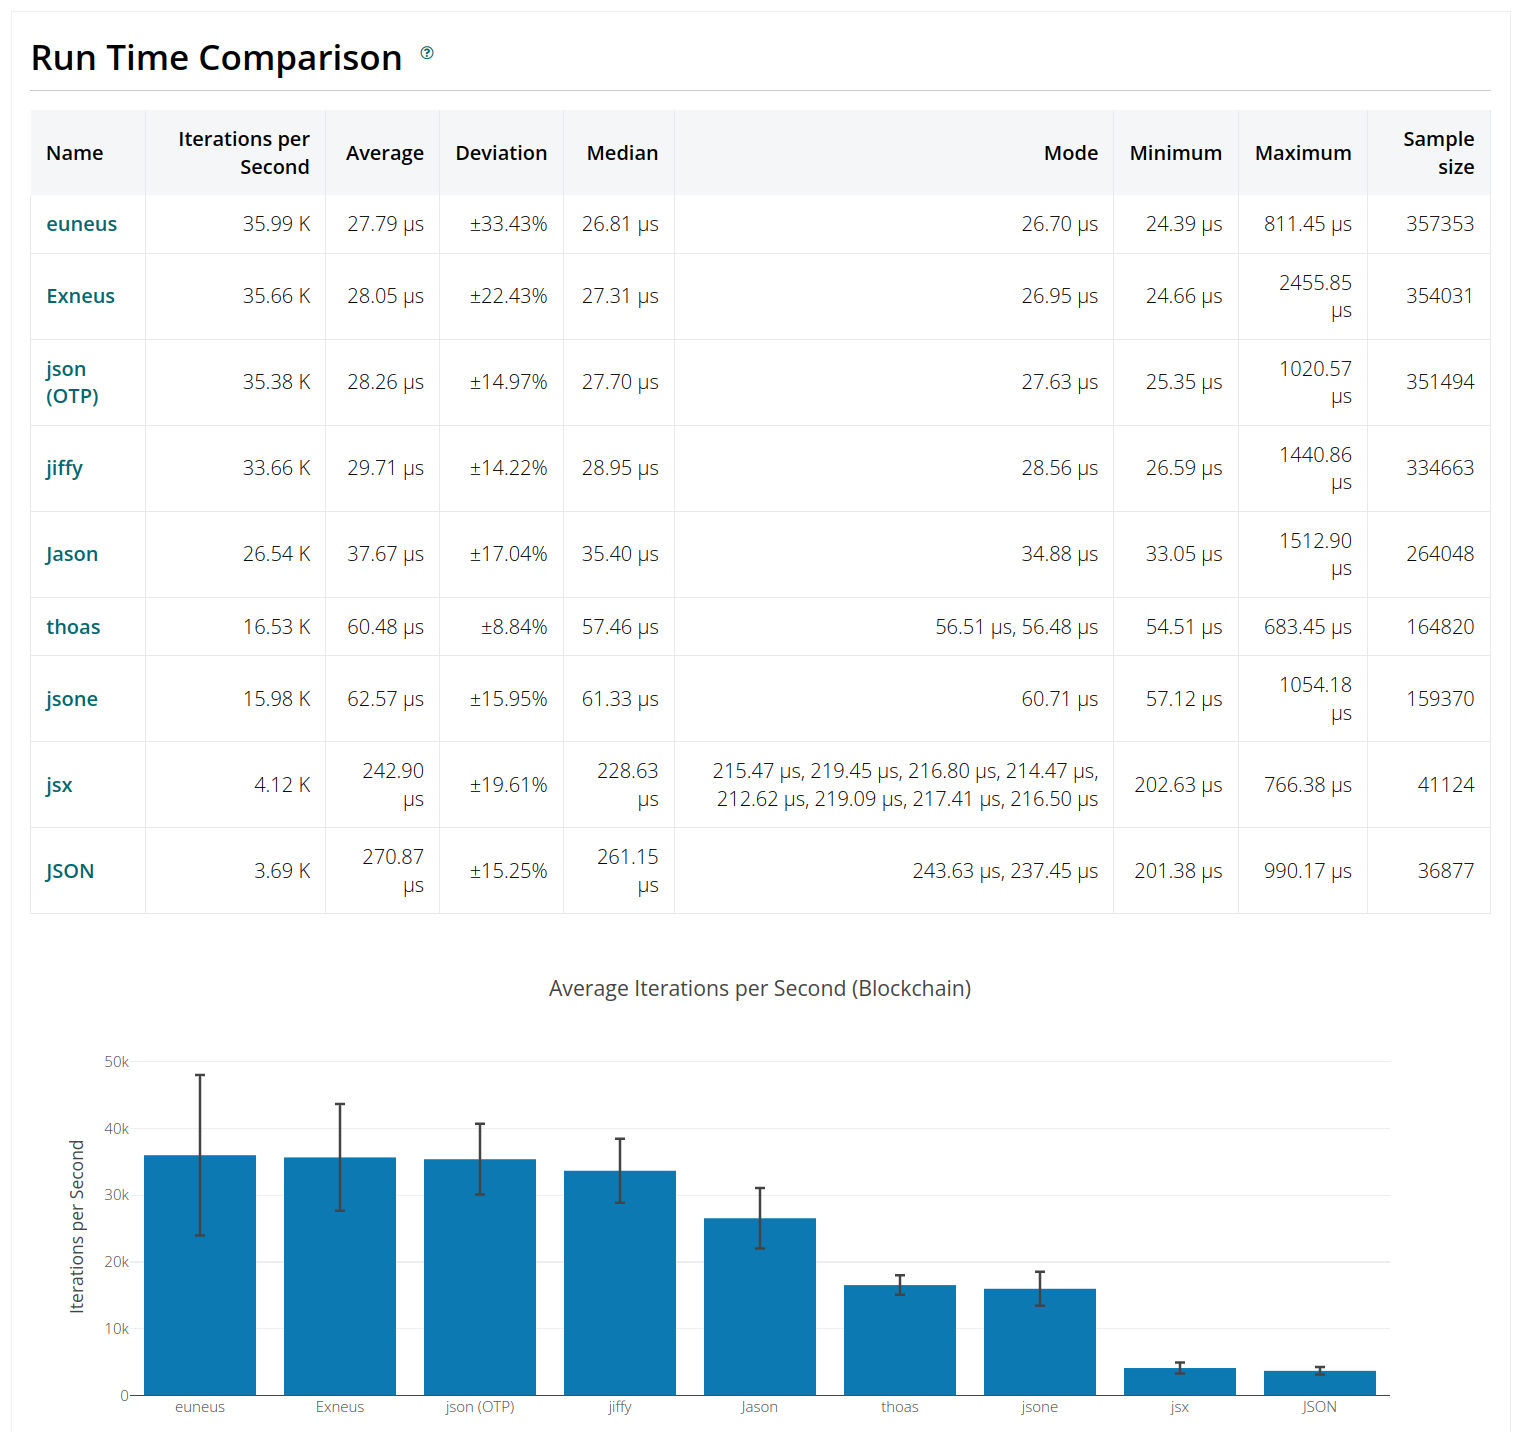 Run Time Comparison ?
Name Iterations per Second Average Deviation Median Mode Minimum Maximum Sample size
euneus 35.99 K 27.79 µs ±33.43% 26.81 µs 26.70 µs 24.39 µs 811.45 µs 357353
Exneus 35.66 K 28.05 µs ±22.43% 27.31 µs 26.95 µs 24.66 µs 2455.85 µs 354031
json (OTP) 35.38 K 28.26 µs ±14.97% 27.70 µs 27.63 µs 25.35 µs 1020.57 µs 351494
jiffy 33.66 K 29.71 µs ±14.22% 28.95 µs 28.56 µs 26.59 µs 1440.86 µs 334663
Jason 26.54 K 37.67 µs ±17.04% 35.40 µs 34.88 µs 33.05 µs 1512.90 µs 264048
thoas 16.53 K 60.48 µs ±8.84% 57.46 µs 56.51 µs, 56.48 µs 54.51 µs 683.45 µs 164820
jsone 15.98 K 62.57 µs ±15.95% 61.33 µs 60.71 µs 57.12 µs 1054.18 µs 159370
jsx 4.12 K 242.90 µs ±19.61% 228.63 µs 215.47 µs, 219.45 µs, 216.80 µs, 214.47 µs, 212.62 µs, 219.09 µs, 217.41 µs, 216.50 µs 202.63 µs 766.38 µs 41124
JSON 3.69 K 270.87 µs ±15.25% 261.15 µs 243.63 µs, 237.45 µs 201.38 µs 990.17 µs 36877
Average Iterations per Second (Blockchain)
Iterations per Second
50k
40k
30k
20k
10k
0
euneus Exneus json (OTP) jiffy Jason thoas jsone jsx JSON